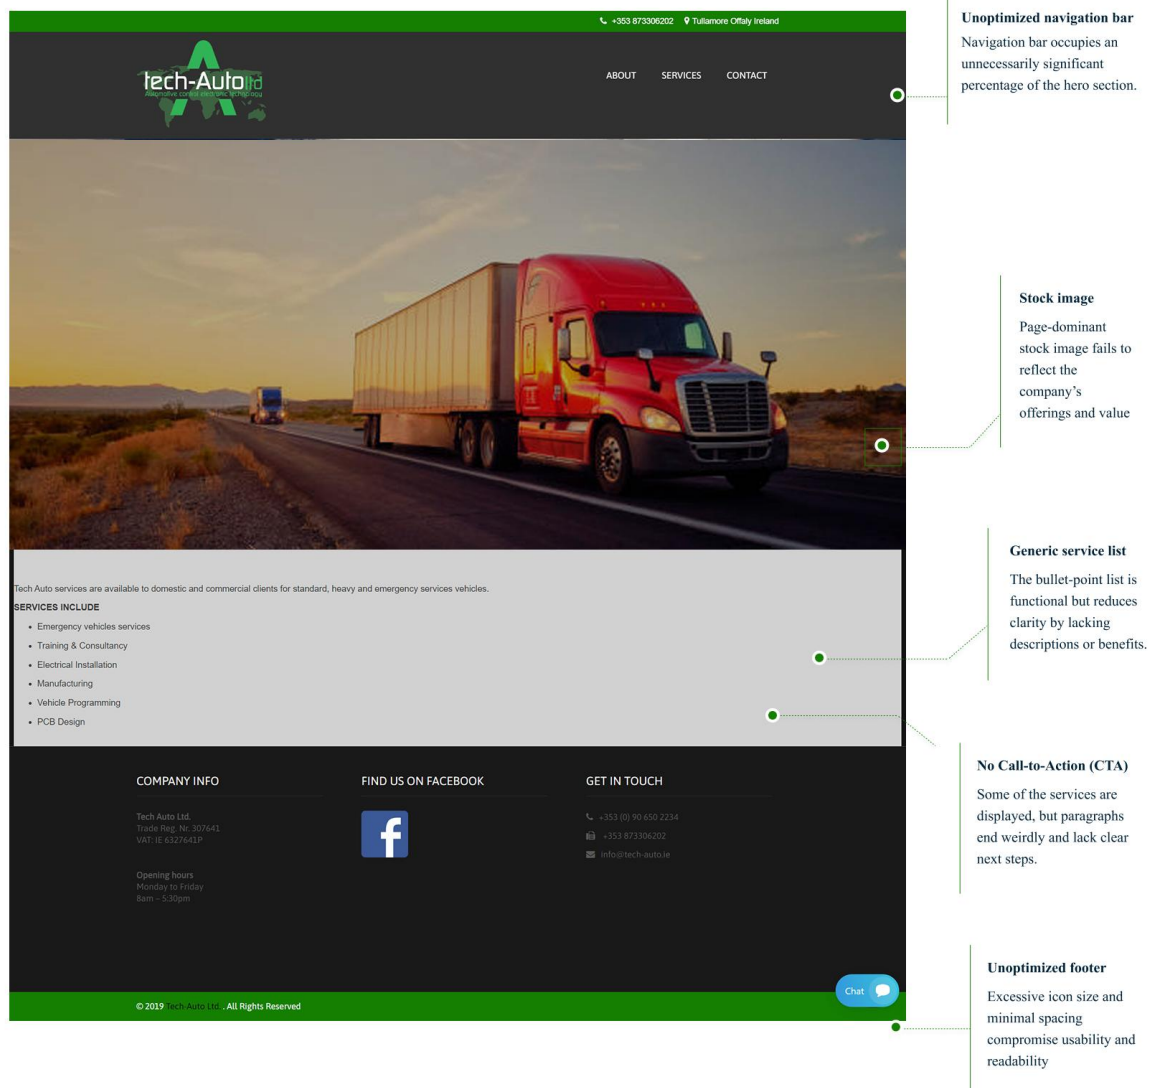 +353 873306202 Tullamore Offaly Ireland
tech-Auto ltd
Automotive control electronic technology
ABOUT SERVICES CONTACT
Unoptimized navigation bar
Navigation bar occupies an
unnecessarily significant
percentage of the hero section.
Stock image
Page-dominant
stock image fails to
reflect the
company’s
offerings and value
Tech Auto services are available to domestic and commercial clients for standard, heavy and emergency services vehicles.
SERVICES INCLUDE
• Emergency vehicles services
• Training & Consultancy
• Electrical Installation
• Manufacturing
• Vehicle Programming
• PCB Design
Generic service list
The bullet-point list is
functional but reduces
clarity by lacking
descriptions or benefits.
No Call-to-Action (CTA)
Some of the services are
displayed, but paragraphs
end weirdly and lack clear
next steps.
COMPANY INFO
Tech Auto Ltd.
Trade Reg. Nr. 307641
VAT: IE 6327641P
Opening hours
Monday to Friday
8am – 5:30pm
FIND US ON FACEBOOK
f
GET IN TOUCH
+353 (0) 90 650 2234
+353 873306202
info@tech-auto.ie
Chat
© 2019 Tech-Auto Ltd. . All Rights Reserved
Unoptimized footer
Excessive icon size and
minimal spacing
compromise usability and
readability